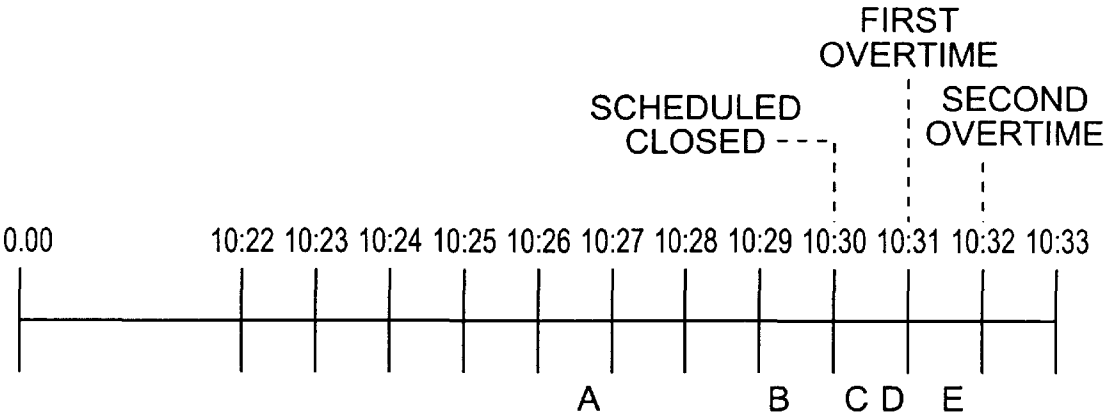 FIRST
OVERTIME
SCHEDULED
CLOSED
SECOND
OVERTIME
0.00 10:22 10:23 10:24 10:25 10:26 10:27 10:28 10:29 10:30 10:31 10:32 10:33
A B C D E